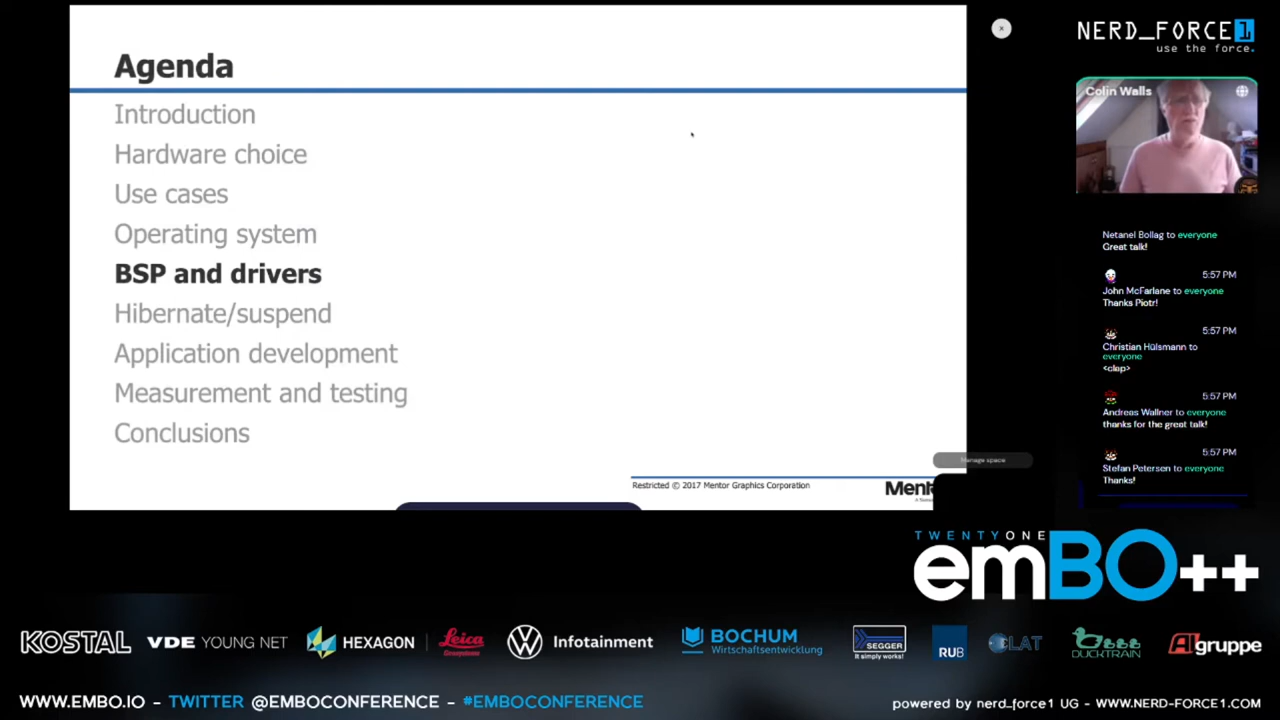 Agenda
Introduction
Hardware choice
Use cases
Operating system
BSP and drivers
Hibernate/suspend
Application development
Measurement and testing
Conclusions
Restricted © 2017 Mentor Graphics Corporation
Ment
Manage space
NERD_FORCE1
use the force.
Colin Walls
Netanel Bollag to everyone
Great talk!
5:57 PM
John McFarlane to everyone
Thanks Piotr!
5:57 PM
Christian Hülsmann to
everyone
<clap>
5:57 PM
Andreas Wallner to everyone
thanks for the great talk!
5:57 PM
Stefan Petersen to everyone
Thanks!
TWENTYONE
emBO++
KOSTAL
VDE YOUNG NET
HEXAGON
Leica
Geosystems
Infotainment
BOCHUM
Wirtschaftsentwicklung
SEGGER
It simply works!
RUB
LAT
DUCKTRAIN
AIgruppe
WWW.EMBO.IO - TWITTER @EMBOCONFERENCE - #EMBOCONFERENCE
powered by nerd_force1 UG - WWW.NERD-FORCE1.COM